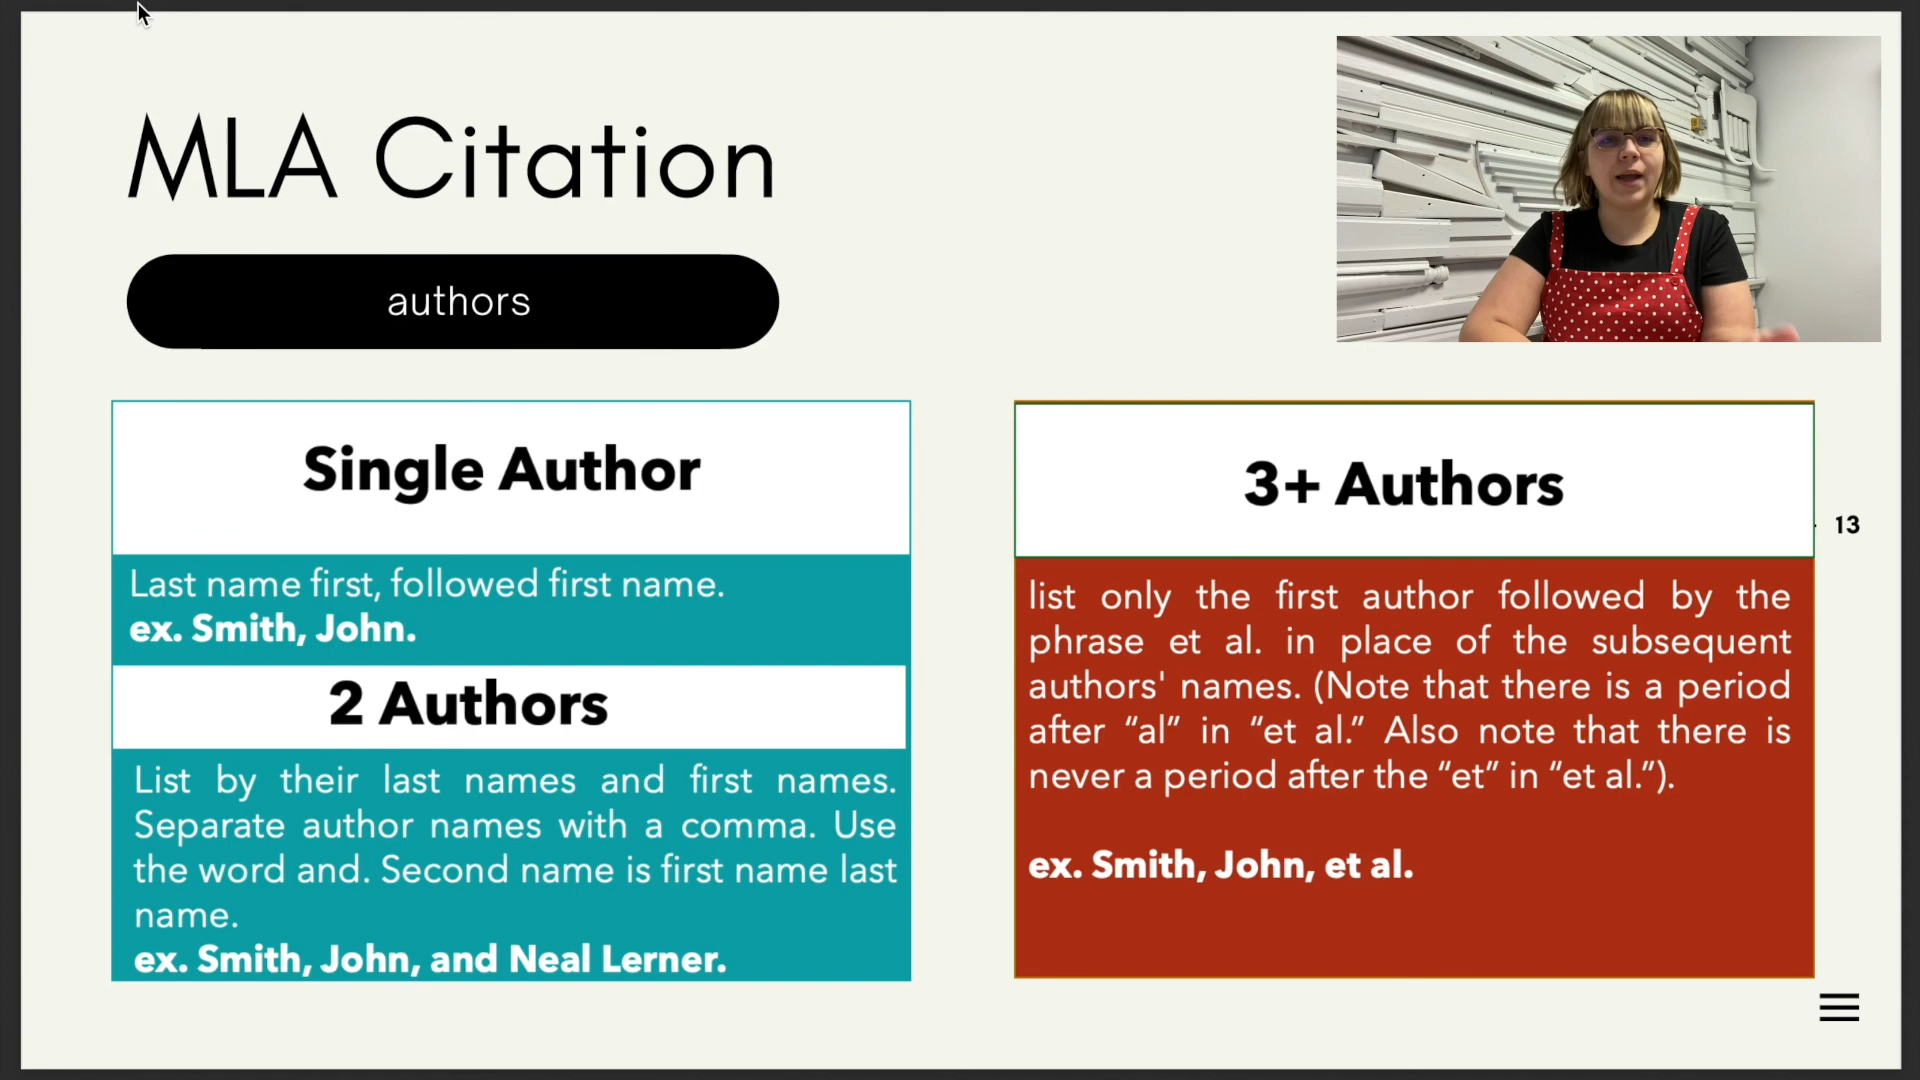 MLA Citation
authors
Single Author
Last name first, followed first name.
ex. Smith, John.
2 Authors
List by their last names and first names.
Separate author names with a comma. Use
the word and. Second name is first name last
name.
ex. Smith, John, and Neal Lerner.
3+ Authors
list only the first author followed by the
phrase et al. in place of the subsequent
authors' names. (Note that there is a period
after “al” in “et al.” Also note that there is
never a period after the “et” in “et al.”).
ex. Smith, John, et al.
13